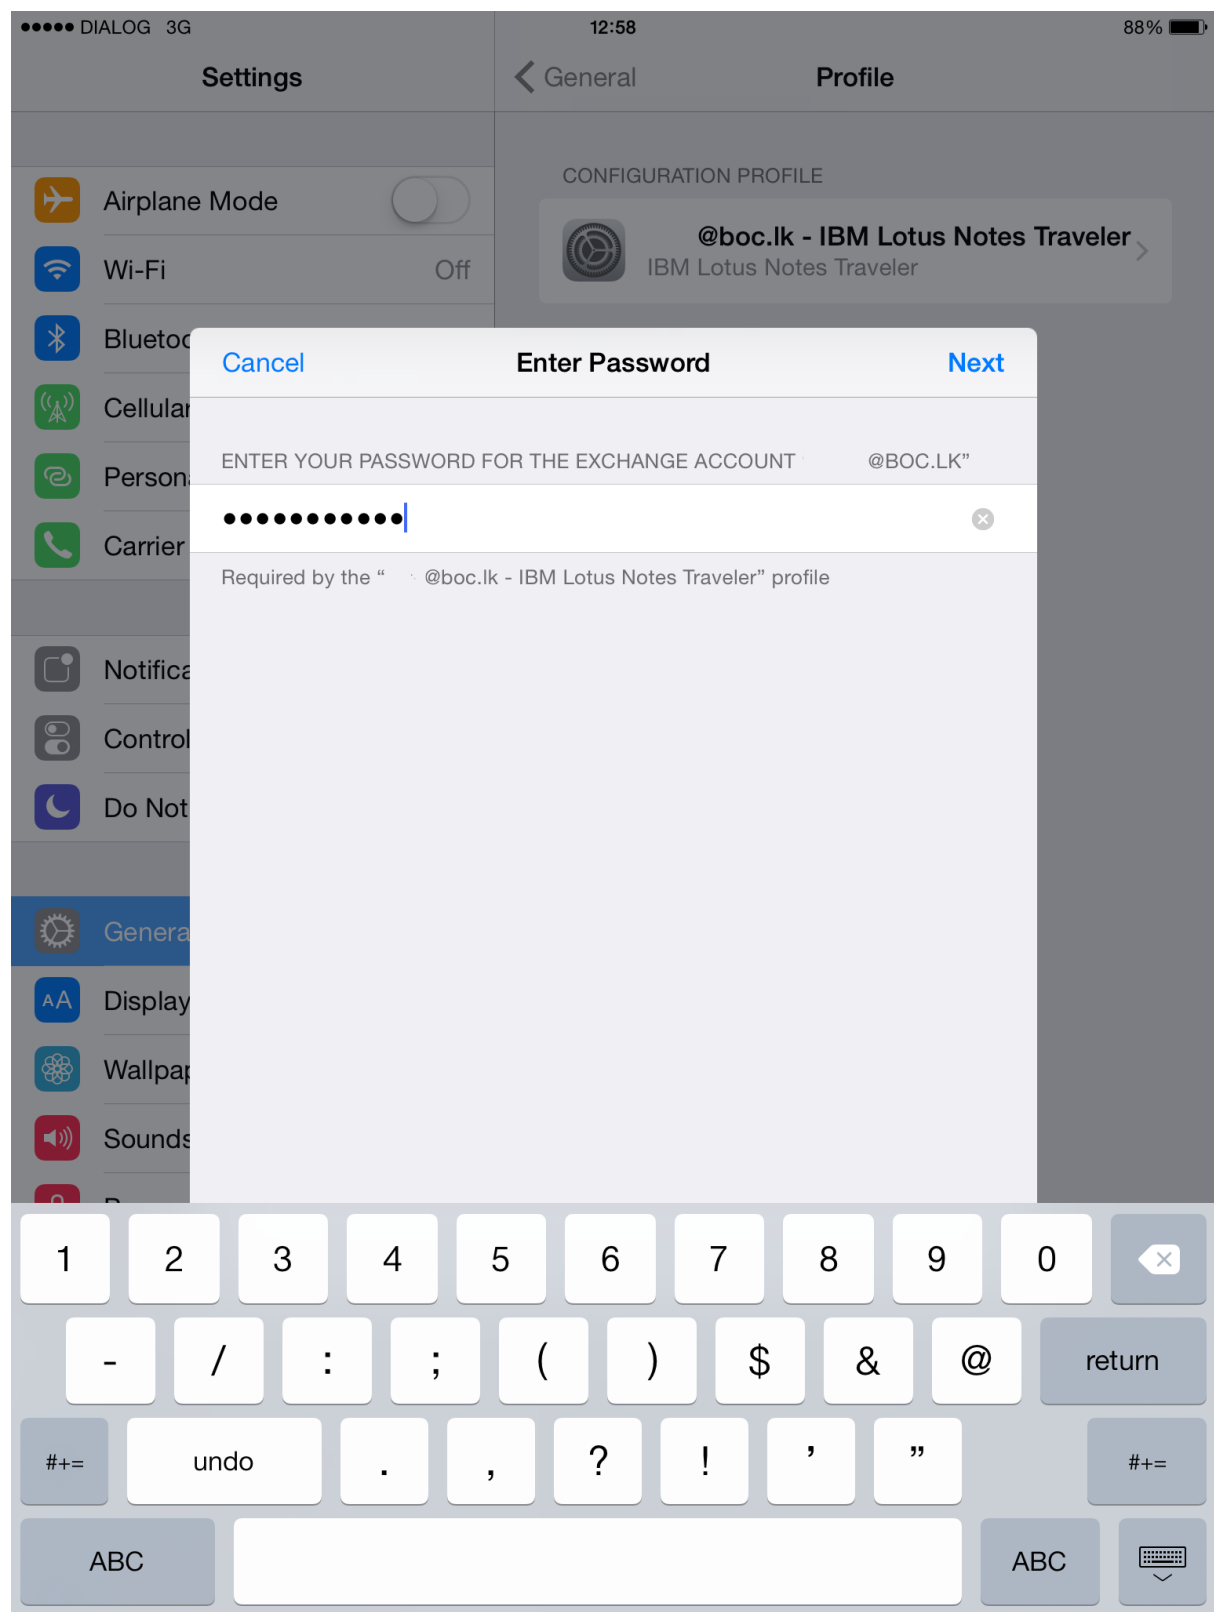 DIALOG 3G 12:58 88%
Settings
General Profile
Airplane Mode
Wi-Fi Off
Bluetoo
Cellular
Persona
Carrier
Notifica
Control
Do Not
Genera
AA Display
Wallpap
Sounds
CONFIGURATION PROFILE
@boc.lk - IBM Lotus Notes Traveler
IBM Lotus Notes Traveler
Cancel Enter Password Next
ENTER YOUR PASSWORD FOR THE EXCHANGE ACCOUNT @BOC.LK”
•••••••••••
Required by the “ @boc.lk - IBM Lotus Notes Traveler” profile
1 2 3 4 5 6 7 8 9 0
- / : ; ( ) $ & @ return
#+= undo . , ? ! ’ ” #+=
ABC ABC